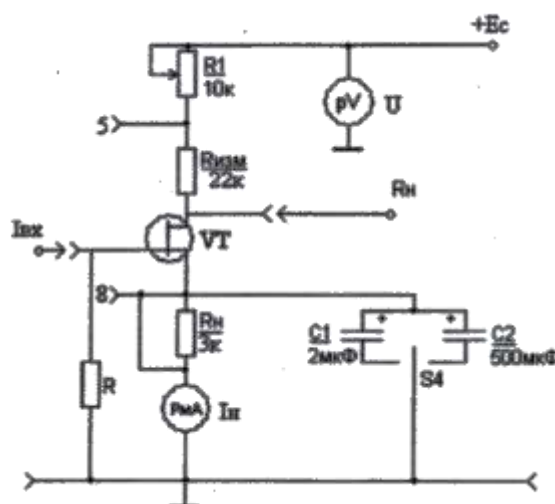 +Ec
R1
10к
pV
U
5
Rизм
22к
Rн
Iвх
VT
8
Rн
3к
C1
2мкФ
C2
500мкФ
S4
R
PмА
Iн